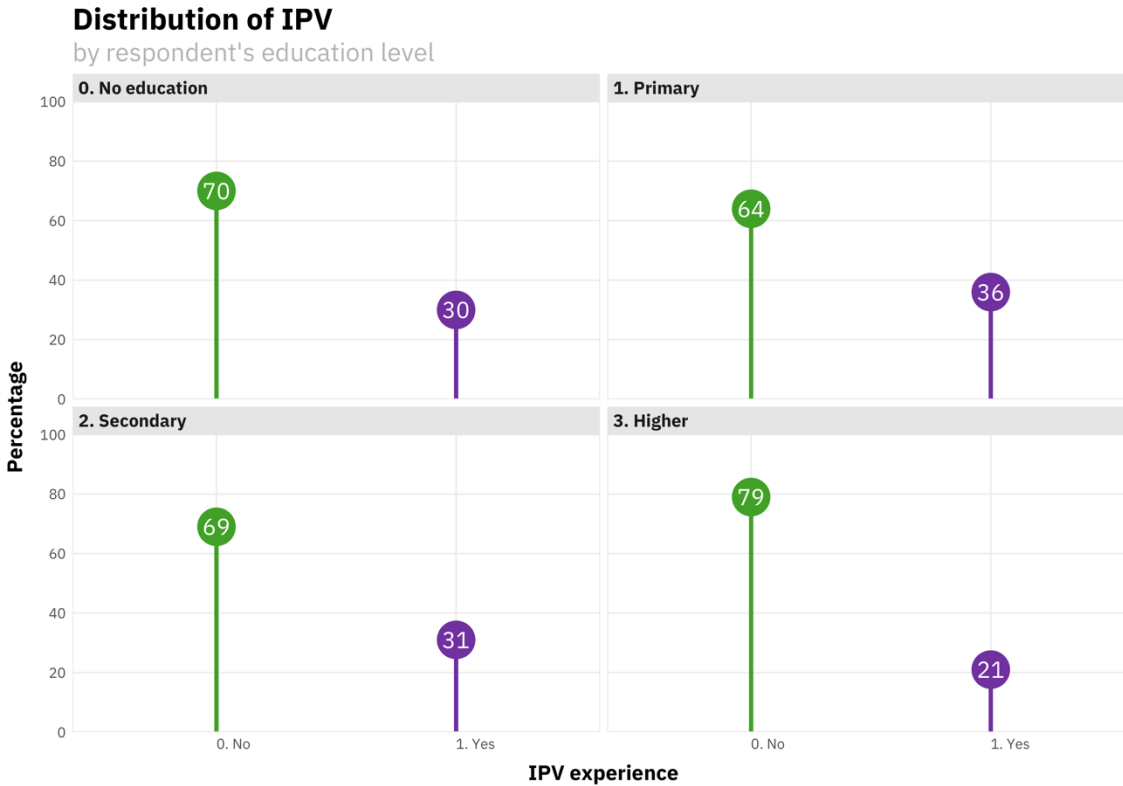 Distribution of IPV
by respondent's education level
0. No education
1. Primary
100
80
60
40
20
0
70
30
64
36
2. Secondary
3. Higher
100
80
60
40
20
0
69
31
79
21
0. No
1. Yes
0. No
1. Yes
Percentage
IPV experience